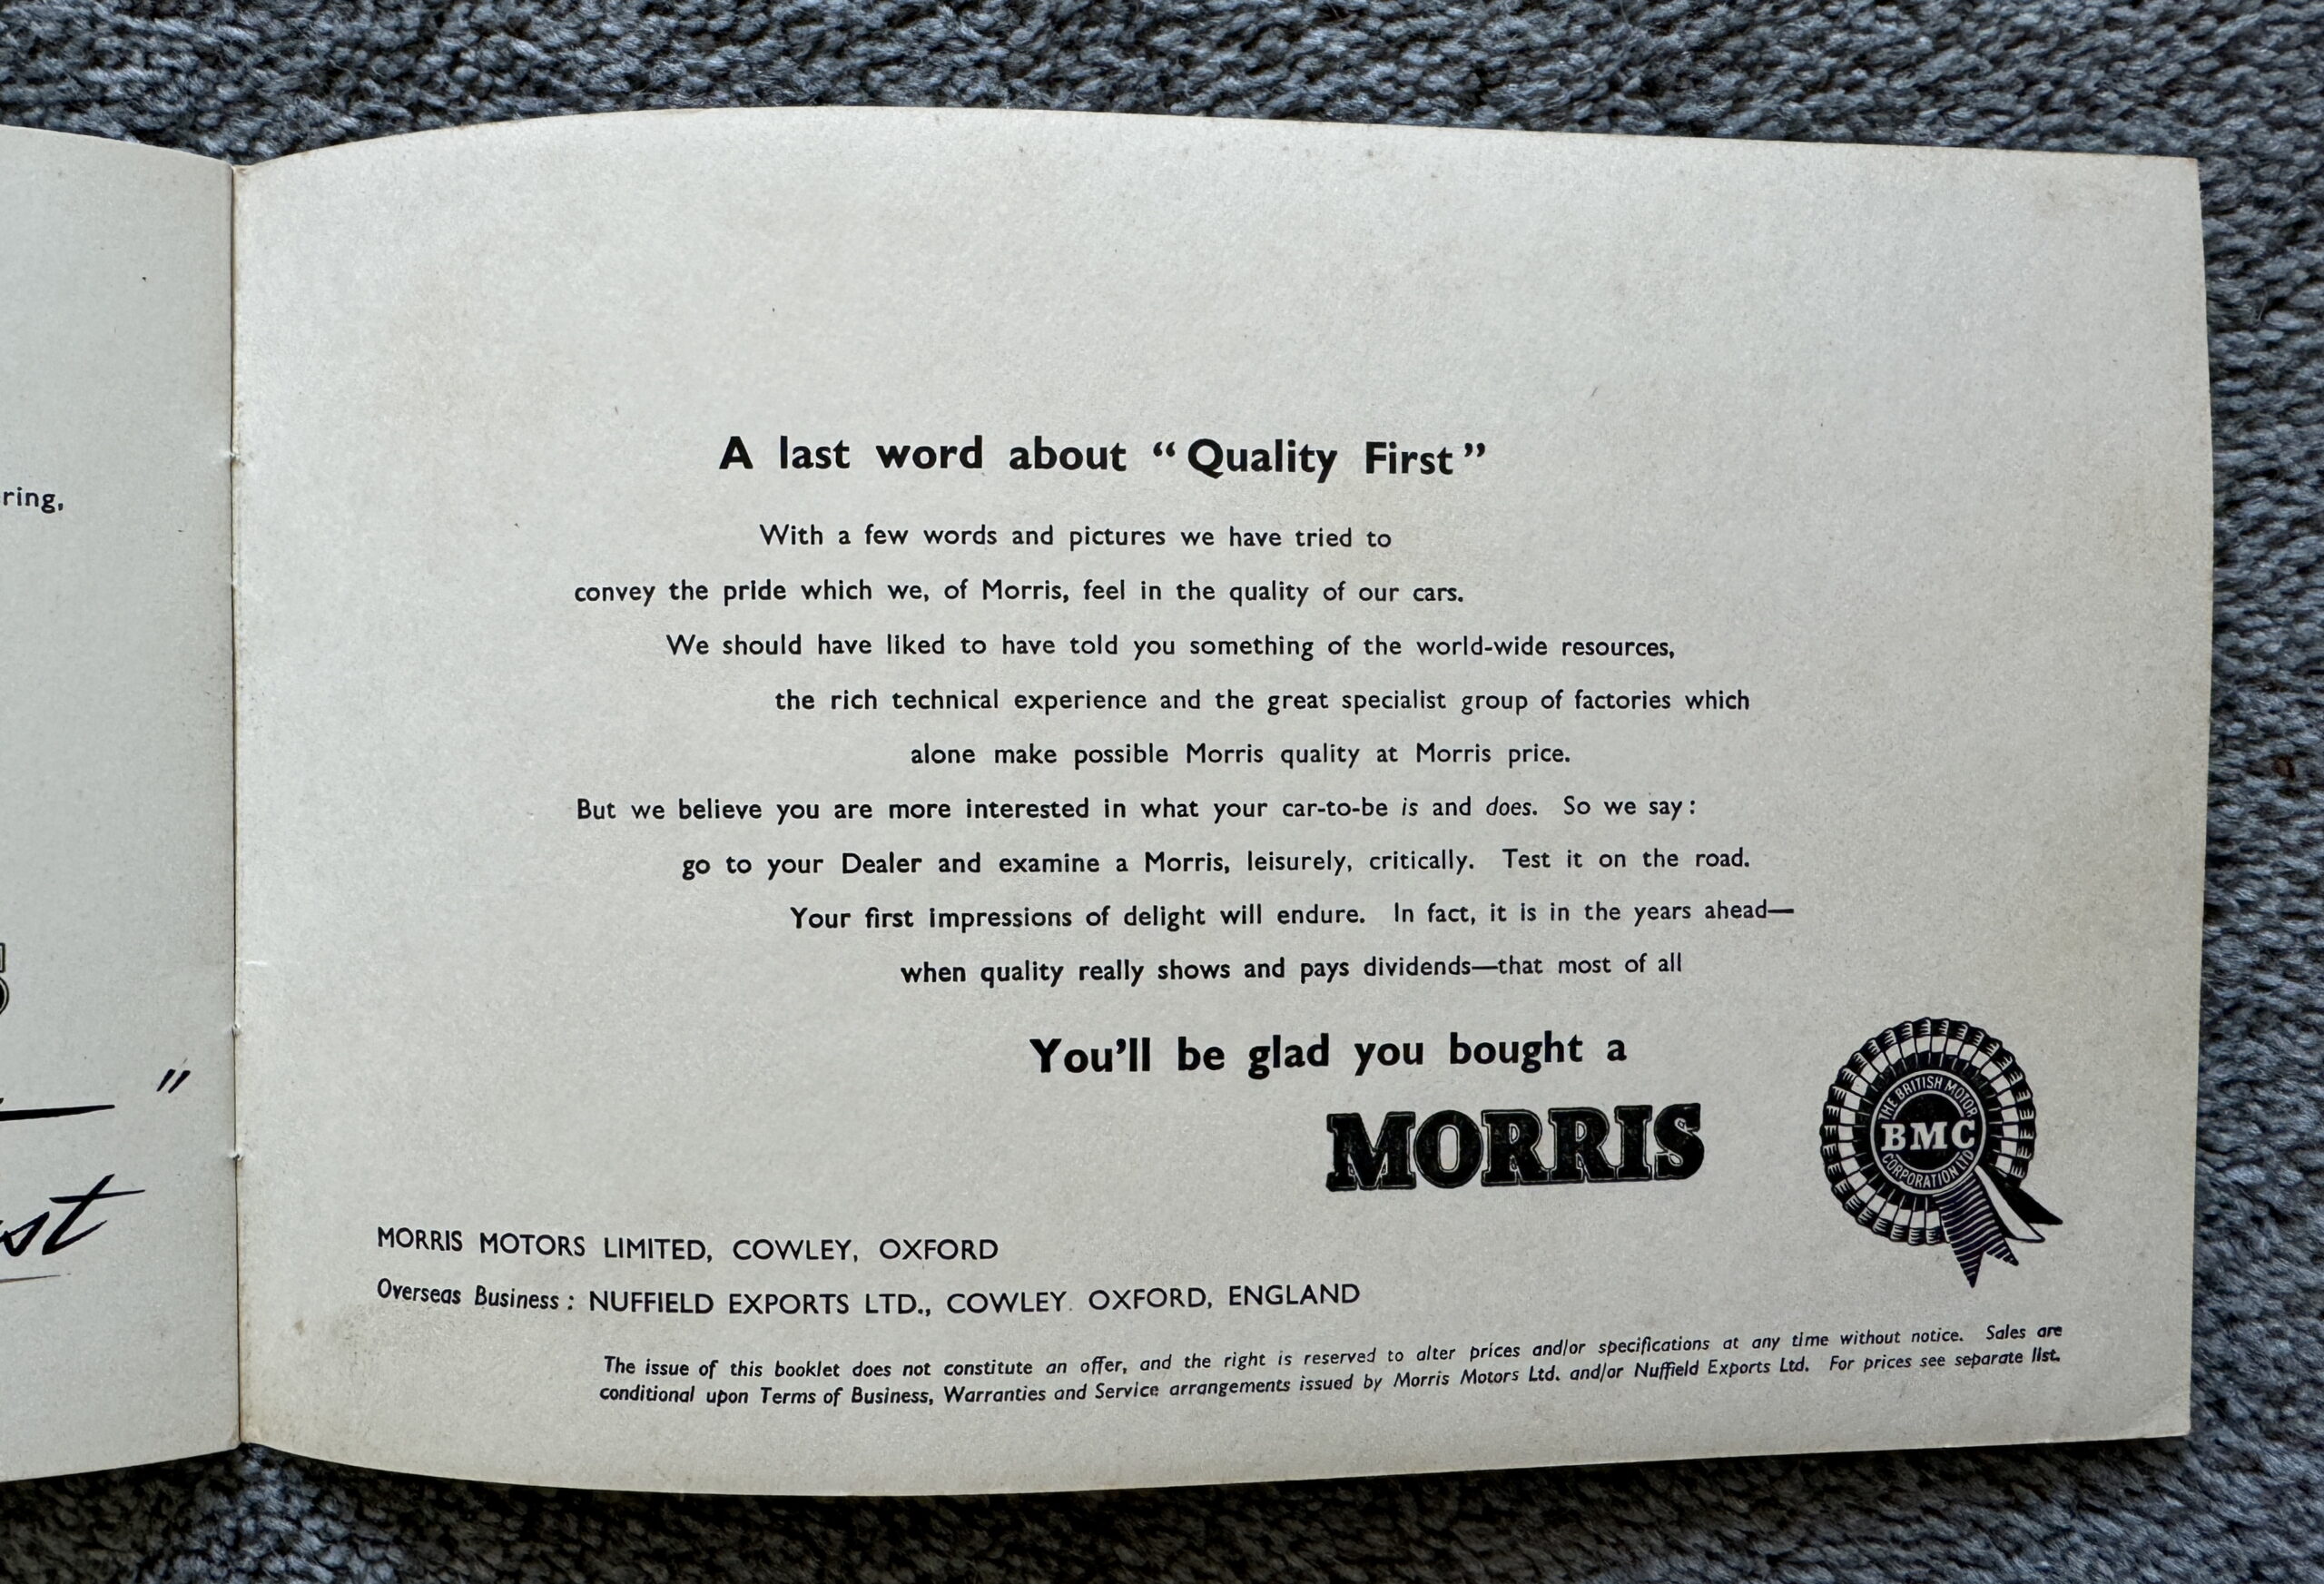 ring,
"
st
A last word about “Quality First”
With a few words and pictures we have tried to
convey the pride which we, of Morris, feel in the quality of our cars.
We should have liked to have told you something of the world-wide resources,
the rich technical experience and the great specialist group of factories which
alone make possible Morris quality at Morris price.
But we believe you are more interested in what your car-to-be is and does. So we say:
go to your Dealer and examine a Morris, leisurely, critically. Test it on the road.
Your first impressions of delight will endure. In fact, it is in the years ahead—
when quality really shows and pays dividends—that most of all
You’ll be glad you bought a
MORRIS
THE BRITISH MOTOR
BMC
CORPORATION LTD
MORRIS MOTORS LIMITED, COWLEY, OXFORD
Overseas Business: NUFFIELD EXPORTS LTD., COWLEY. OXFORD, ENGLAND
The issue of this booklet does not constitute an offer, and the right is reserved to alter prices and/or specifications at any time without notice. Sales are
conditional upon Terms of Business, Warranties and Service arrangements issued by Morris Motors Ltd. and/or Nuffield Exports Ltd. For prices see separate list.